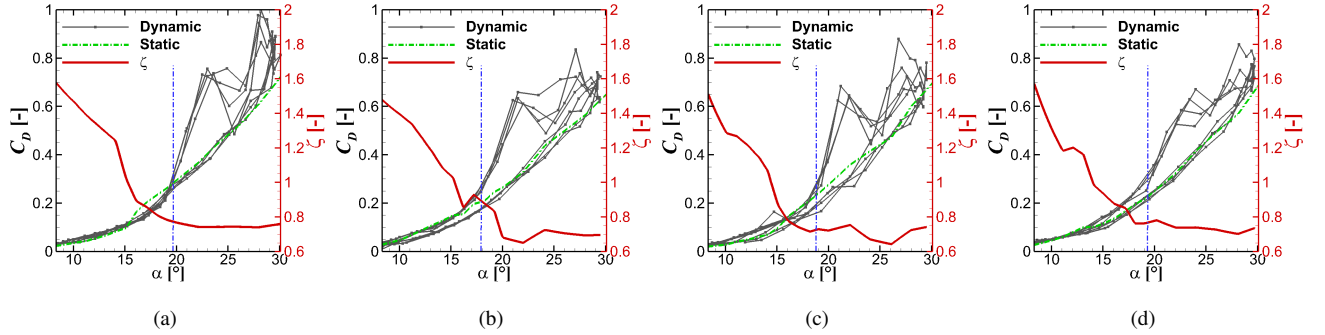 1
0.8
0.6
0.4
0.2
0
C_D [-]
10 15 20 25 30
α [°]
2
1.8
1.6
1.4
1.2
1
0.8
0.6
ζ [-]
Dynamic
Static
ζ
(a)
1
0.8
0.6
0.4
0.2
0
C_D [-]
10 15 20 25 30
α [°]
2
1.8
1.6
1.4
1.2
1
0.8
0.6
ζ [-]
Dynamic
Static
ζ
(b)
1
0.8
0.6
0.4
0.2
0
C_D [-]
10 15 20 25 30
α [°]
2
1.8
1.6
1.4
1.2
1
0.8
0.6
ζ [-]
Dynamic
Static
ζ
(c)
1
0.8
0.6
0.4
0.2
0
C_D [-]
10 15 20 25 30
α [°]
2
1.8
1.6
1.4
1.2
1
0.8
0.6
ζ [-]
Dynamic
Static
ζ
(d)